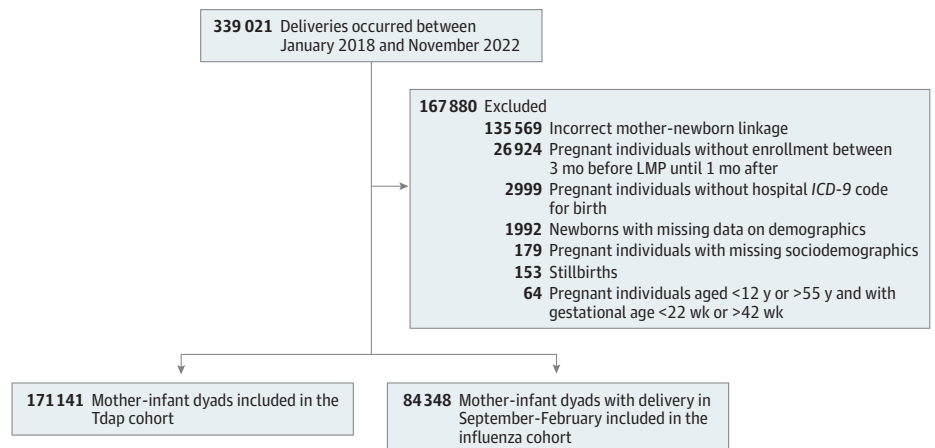 339 021 Deliveries occurred between
January 2018 and November 2022
167 880 Excluded
135 569 Incorrect mother-newborn linkage
26 924 Pregnant individuals without enrollment between
3 mo before LMP until 1 mo after
2999 Pregnant individuals without hospital ICD-9 code
for birth
1992 Newborns with missing data on demographics
179 Pregnant individuals with missing sociodemographics
153 Stillbirths
64 Pregnant individuals aged <12 y or >55 y and with
gestational age <22 wk or >42 wk
171 141 Mother-infant dyads included in the
Tdap cohort
84 348 Mother-infant dyads with delivery in
September-February included in the
influenza cohort